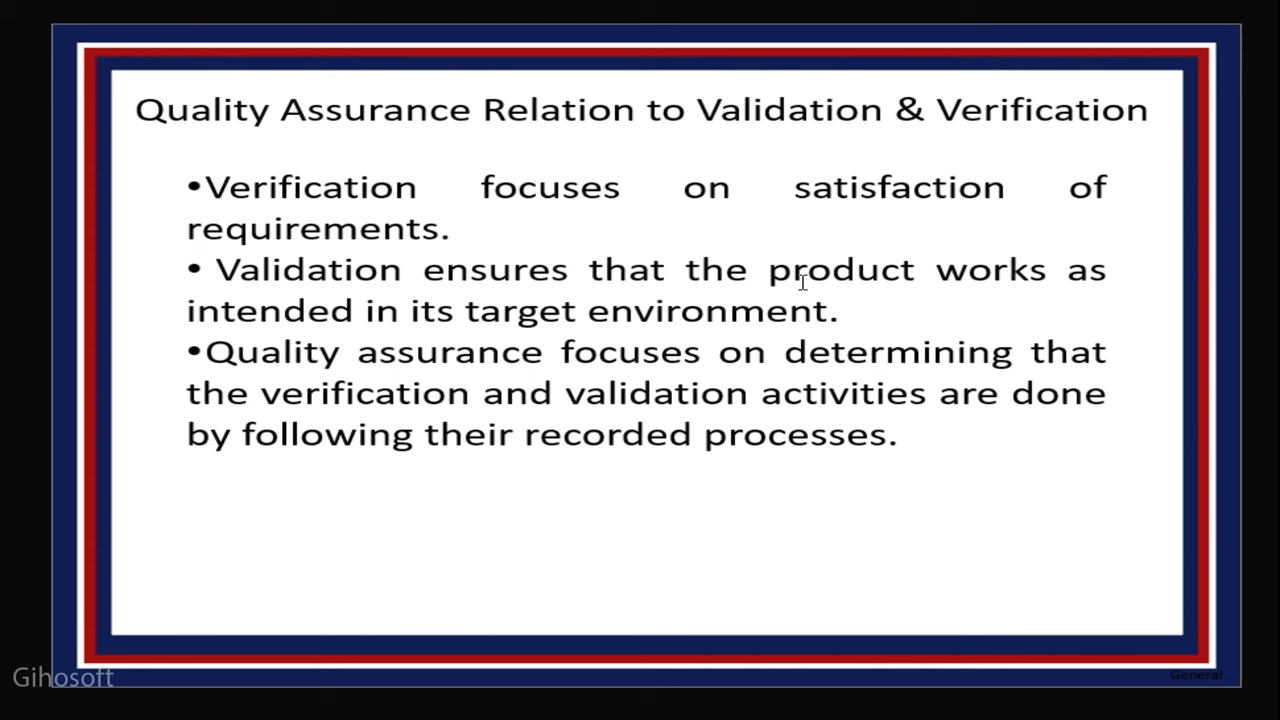 Quality Assurance Relation to Validation & Verification
•Verification focuses on satisfaction of
requirements.
• Validation ensures that the product works as
intended in its target environment.
•Quality assurance focuses on determining that
the verification and validation activities are done
by following their recorded processes.
Gihosoft
General